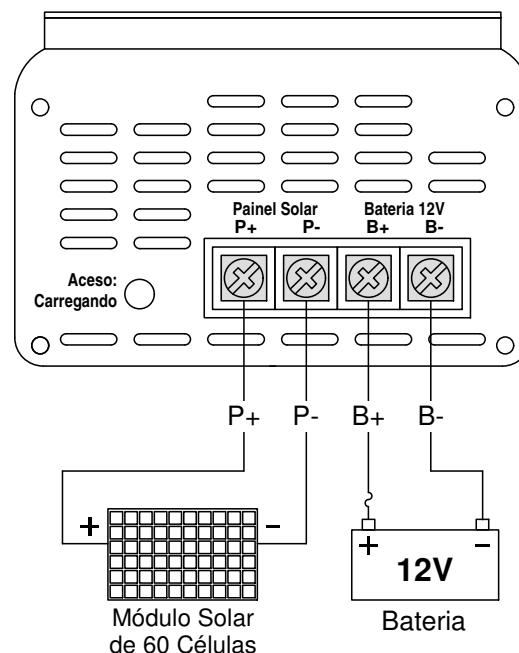 Painel Solar Bateria 12V
P+ P- B+ B-
Aceso:
Carregando
P+ P- B+ B-
+ - + -
12V
Módulo Solar
de 60 Células
Bateria